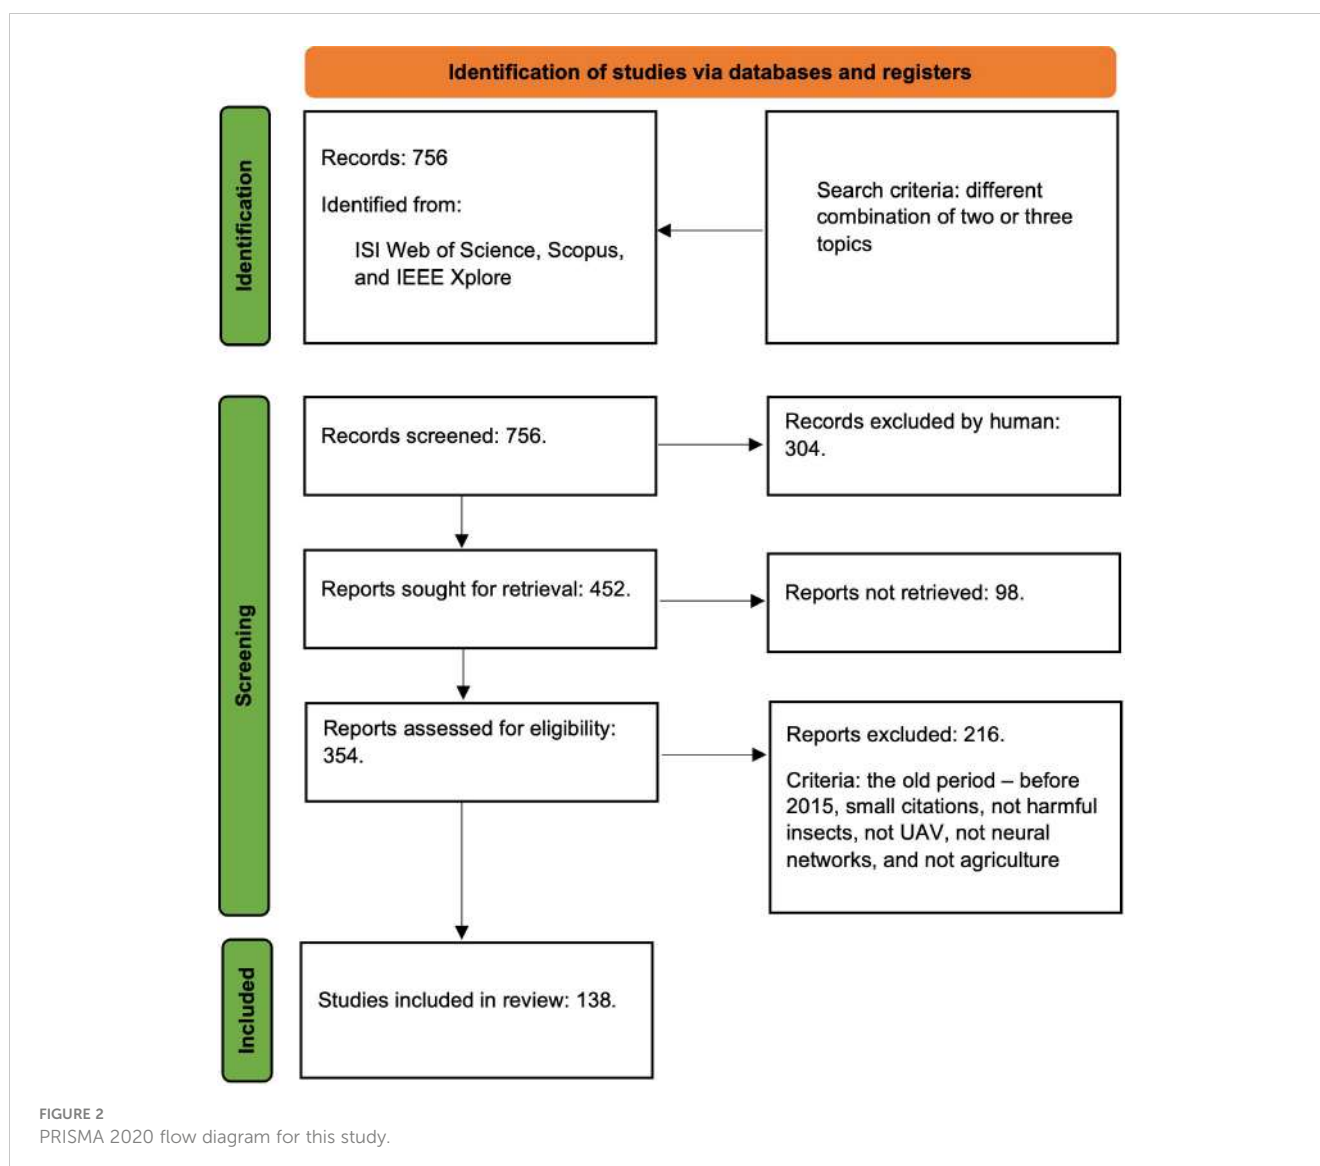 Identification of studies via databases and registers
Identification
Records: 756
Identified from:
ISI Web of Science, Scopus,
and IEEE Xplore
Search criteria: different
combination of two or three
topics
Screening
Records screened: 756.
Records excluded by human:
304.
Reports sought for retrieval: 452.
Reports not retrieved: 98.
Reports assessed for eligibility:
354.
Reports excluded: 216.
Criteria: the old period – before
2015, small citations, not harmful
insects, not UAV, not neural
networks, and not agriculture
Included
Studies included in review: 138.
FIGURE 2
PRISMA 2020 flow diagram for this study.